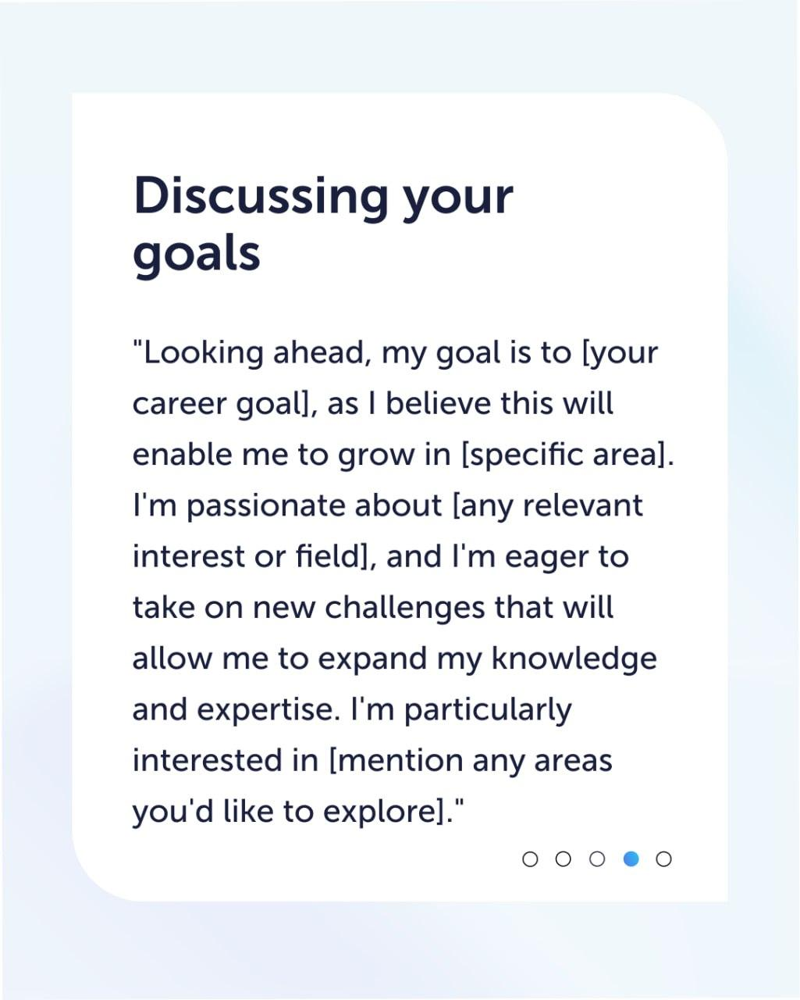 Discussing your
goals
"Looking ahead, my goal is to [your
career goal], as I believe this will
enable me to grow in [specific area].
I'm passionate about [any relevant
interest or field], and I'm eager to
take on new challenges that will
allow me to expand my knowledge
and expertise. I'm particularly
interested in [mention any areas
you'd like to explore]."